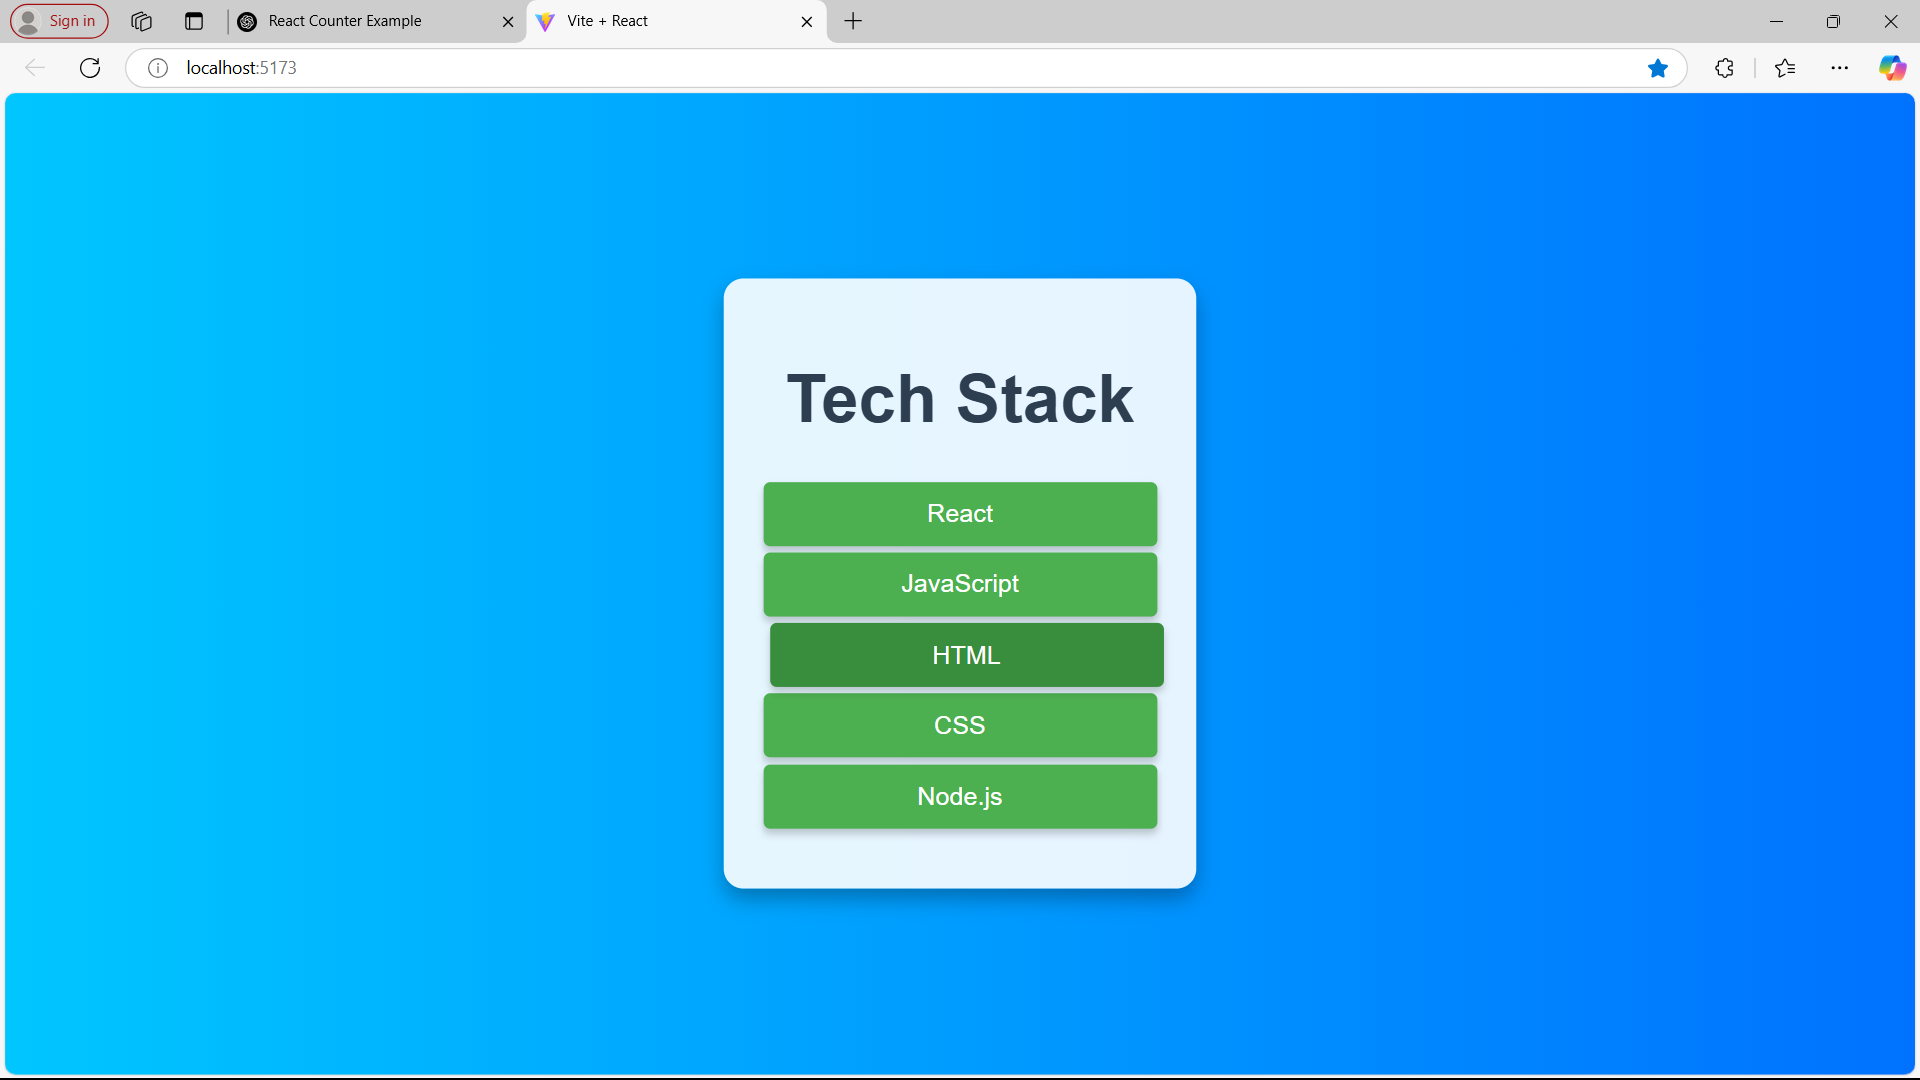 Sign in
React Counter Example
Vite + React
localhost:5173
Tech Stack
React
JavaScript
HTML
CSS
Node.js